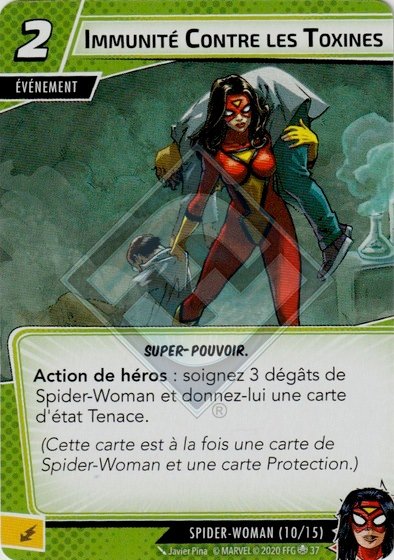 2
IMMUNITÉ CONTRE LES TOXINES
ÉVÉNEMENT
SUPER-POUVOIR.
Action de héros : soignez 3 dégâts de
Spider-Woman et donnez-lui une carte
d'état Tenace.
®
(Cette carte est à la fois une carte de
Spider-Woman et une carte Protection.)
SPIDER-WOMAN (10/15)
Javier Pina © MARVEL © 2020 FFG 37